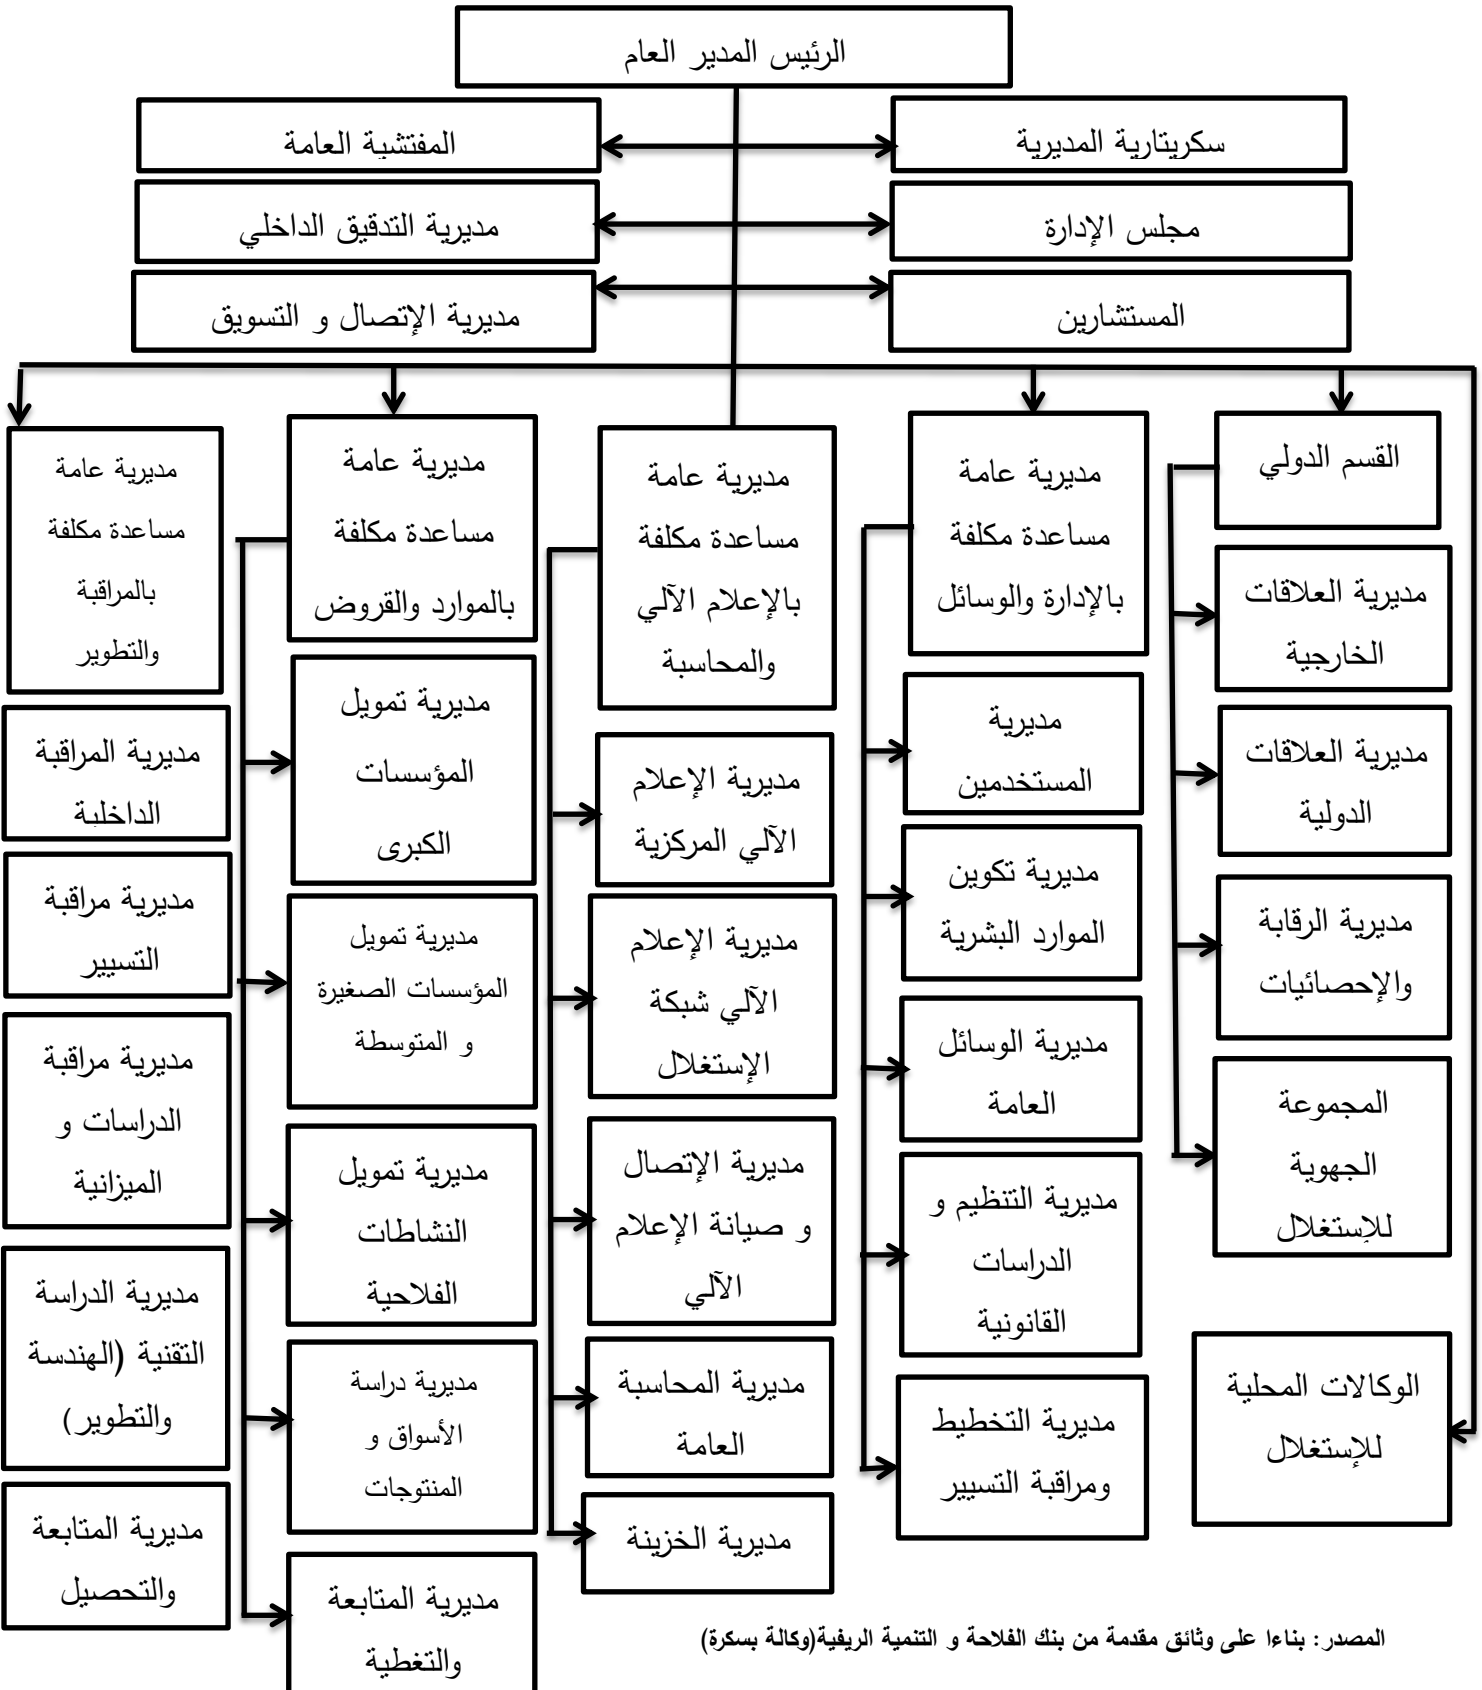 الرئيس المدير العام
سكريتارية المديرية
المفتشية العامة
مجلس الإدارة
مديرية التدقيق الداخلي
المستشارين
مديرية الإتصال و التسويق
القسم الدولي
مديرية العلاقات
الخارجية
مديرية العلاقات
الدولية
مديرية الرقابة
والإحصائيات
المجموعة
الجهوية
للإستغلال
الوكالات المحلية
للإستغلال
مديرية عامة
مساعدة مكلفة
بالإدارة والوسائل
مديرية
المستخدمين
مديرية تكوين
الموارد البشرية
مديرية الوسائل
العامة
مديرية التنظيم و
الدراسات
القانونية
مديرية التخطيط
ومراقبة التسيير
مديرية عامة
مساعدة مكلفة
بالإعلام الآلي
والمحاسبة
مديرية الإعلام
الآلي المركزية
مديرية الإعلام
الآلي شبكة
الإستغلال
مديرية الإتصال
و صيانة الإعلام
الآلي
مديرية المحاسبة
العامة
مديرية الخزينة
مديرية عامة
مساعدة مكلفة
بالموارد والقروض
مديرية تمويل
المؤسسات
الكبرى
مديرية تمويل
المؤسسات الصغيرة
و المتوسطة
مديرية تمويل
النشاطات
الفلاحية
مديرية دراسة
الأسواق و
المنتوجات
مديرية المتابعة
والتغطية
مديرية عامة
مساعدة مكلفة
بالمراقبة
والتطوير
مديرية المراقبة
الداخلية
مديرية مراقبة
التسيير
مديرية مراقبة
الدراسات و
الميزانية
مديرية الدراسة
التقنية (الهندسة
والتطوير)
مديرية المتابعة
والتحصيل
المصدر: بناءا على وثائق مقدمة من بنك الفلاحة و التنمية الريفية(وكالة بسكرة)